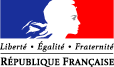 Liberté • Égalité • Fraternité
RÉPUBLIQUE FRANÇAISE